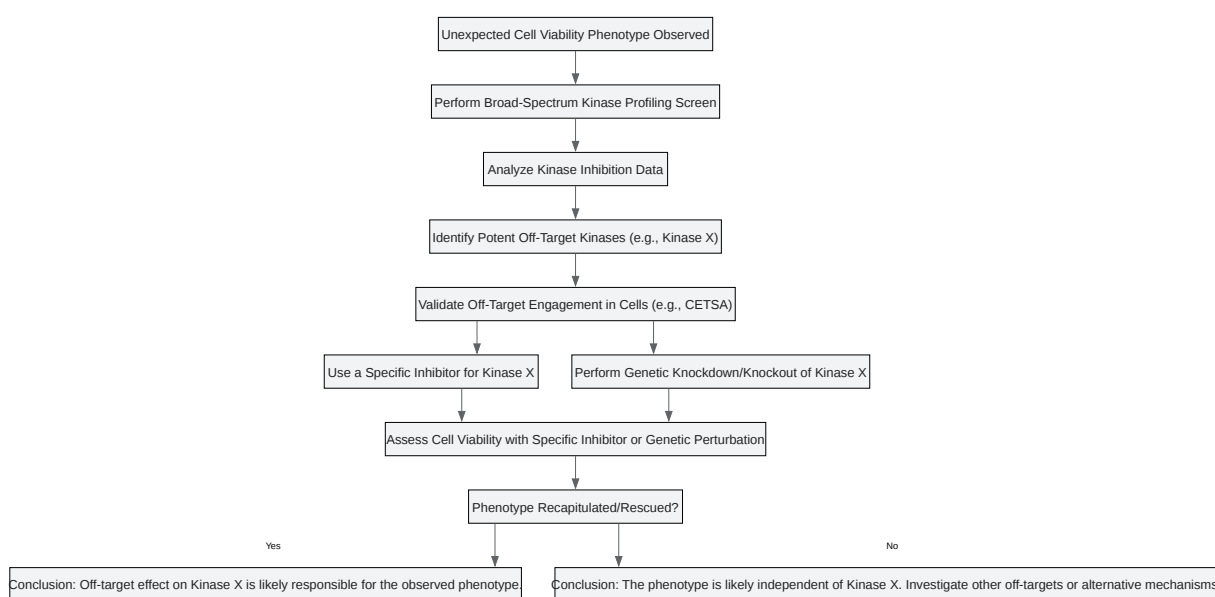 Unexpected Cell Viability Phenotype Observed
Perform Broad-Spectrum Kinase Profiling Screen
Analyze Kinase Inhibition Data
Identify Potent Off-Target Kinases (e.g., Kinase X)
Validate Off-Target Engagement in Cells (e.g., CETSA)
Use a Specific Inhibitor for Kinase X
Perform Genetic Knockdown/Knockout of Kinase X
Assess Cell Viability with Specific Inhibitor or Genetic Perturbation
Phenotype Recapitulated/Rescued?
Yes
No
Conclusion: Off-target effect on Kinase X is likely responsible for the observed phenotype.
Conclusion: The phenotype is likely independent of Kinase X. Investigate other off-targets or alternative mechanisms